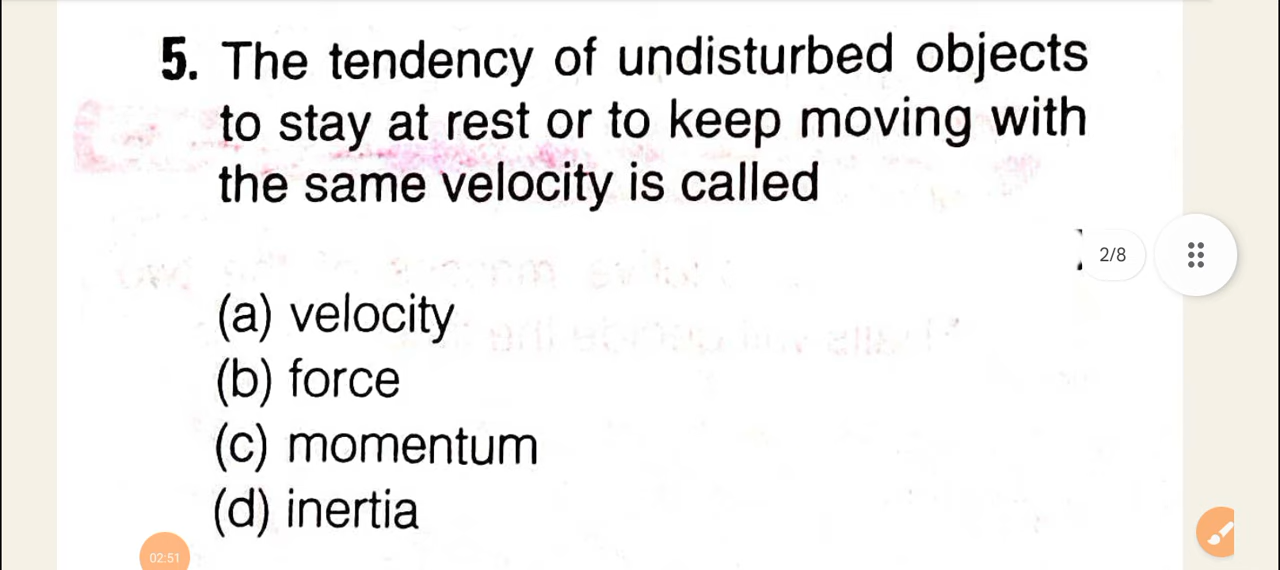 5. The tendency of undisturbed objects
to stay at rest or to keep moving with
the same velocity is called
2/8
(a) velocity
(b) force
(c) momentum
(d) inertia
02:51